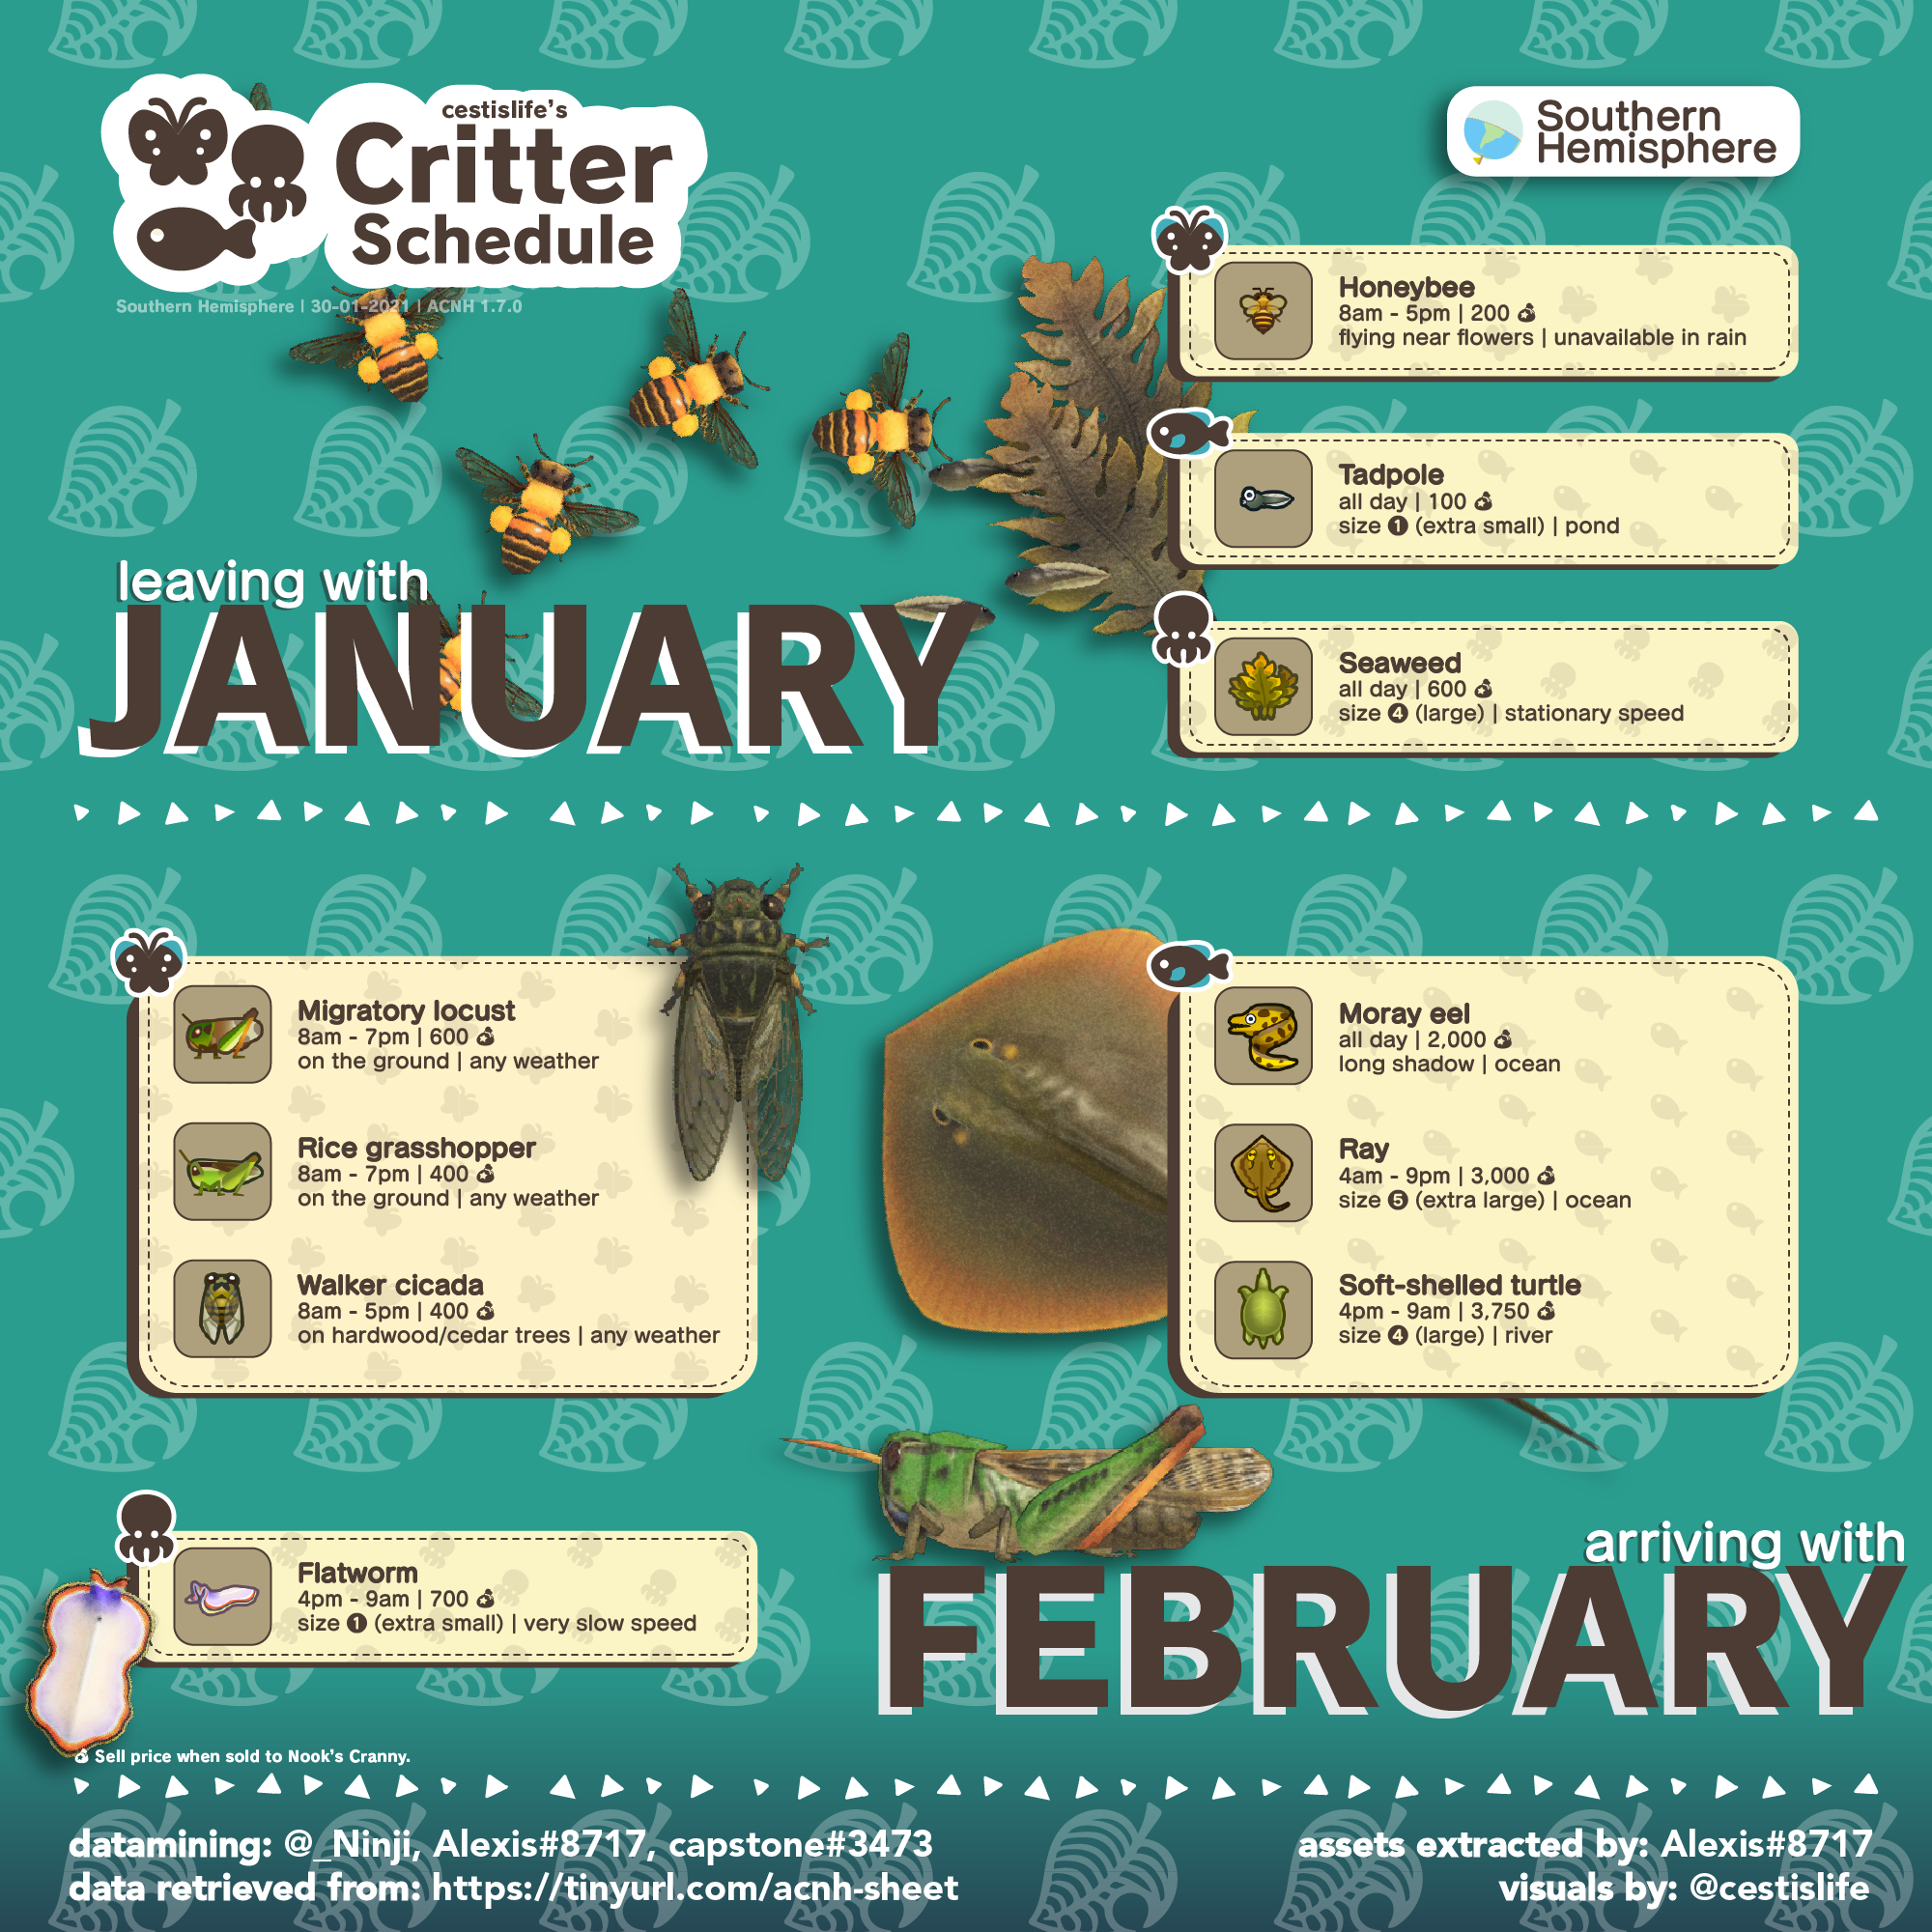 cestislife's
Critter
Schedule
Southern Hemisphere | 30-01-2021 | ACNH 1.7.0
Southern
Hemisphere
Honeybee
8am - 5pm | 200
flying near flowers | unavailable in rain
Tadpole
all day | 100
size 1 (extra small) | pond
Seaweed
all day | 600
size 4 (large) | stationary speed
leaving with
JANUARY
Migratory locust
8am - 7pm | 600
on the ground | any weather
Rice grasshopper
8am - 7pm | 400
on the ground | any weather
Walker cicada
8am - 5pm | 400
on hardwood/cedar trees | any weather
Moray eel
all day | 2,000
long shadow | ocean
Ray
4am - 9pm | 3,000
size 5 (extra large) | ocean
Soft-shelled turtle
4pm - 9am | 3,750
size 4 (large) | river
Flatworm
4pm - 9am | 700
size 1 (extra small) | very slow speed
arriving with
FEBRUARY
Sell price when sold to Nook's Cranny.
datamining: @_Ninji, Alexis#8717, capstone#3473
data retrieved from: https://tinyurl.com/acnh-sheet
assets extracted by: Alexis#8717
visuals by: @cestislife